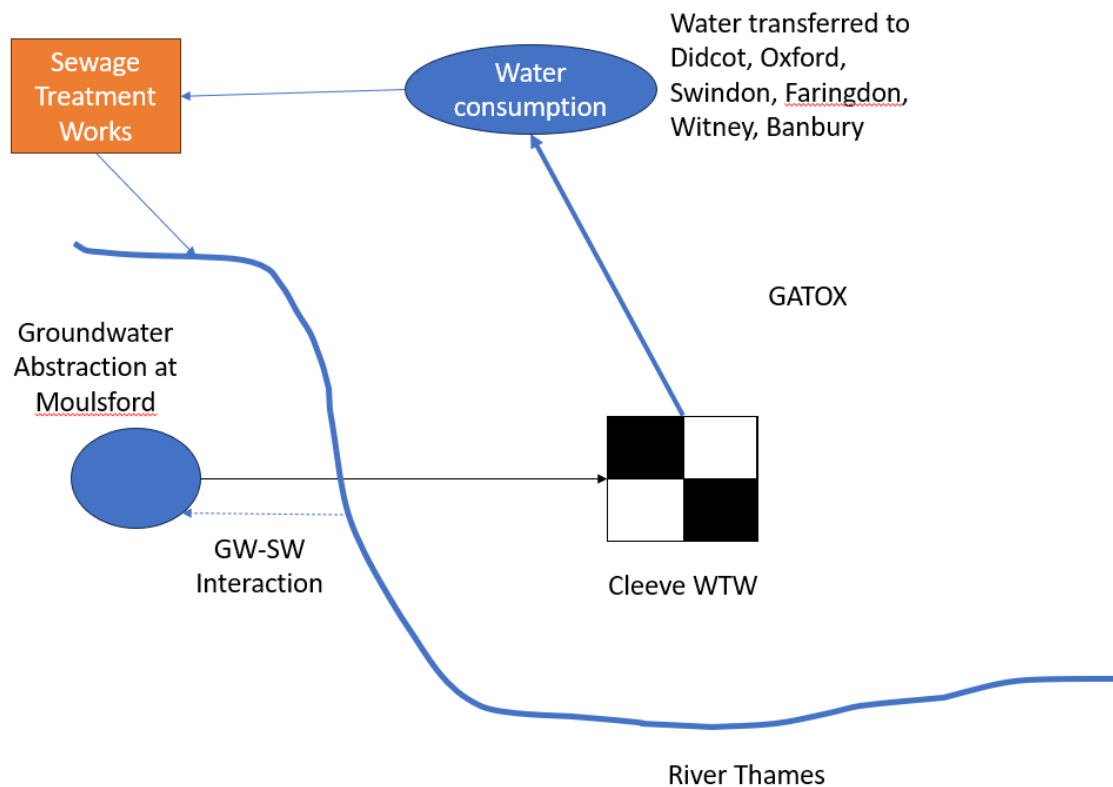 Sewage
Treatment
Works
Water
consumption
Water transferred to
Didcot, Oxford,
Swindon, Faringdon,
Witney, Banbury
GATOX
Groundwater
Abstraction at
Moulsford
GW-SW
Interaction
Cleeve WTW
River Thames